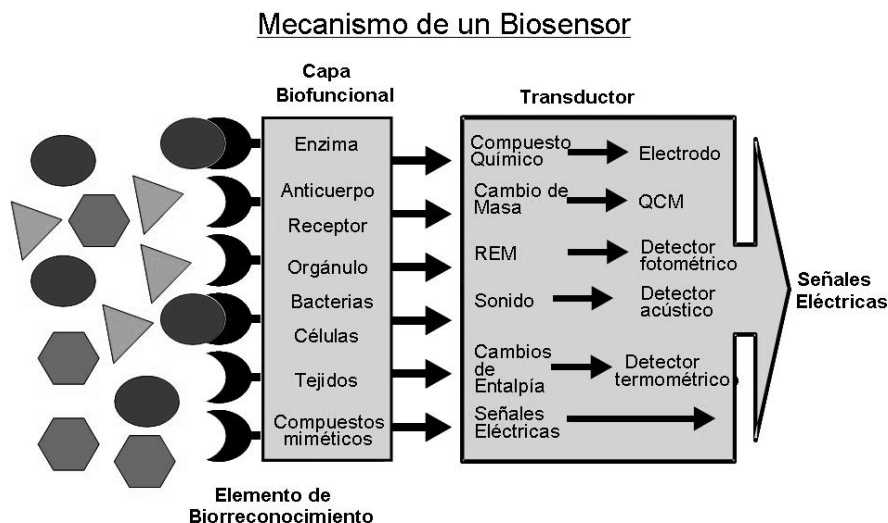 Mecanismo de un Biosensor
Capa
Biofuncional
Transductor
Enzima
Anticuerpo
Receptor
Orgánulo
Bacterias
Células
Tejidos
Compuestos
miméticos
Compuesto
Químico
Electrodo
Cambio de
Masa
QCM
REM
Detector
fotométrico
Sonido
Detector
acústico
Cambios
de
Entalpía
Detector
termométrico
Señales
Eléctricas
Señales
Eléctricas
Elemento de
Biorreconocimiento